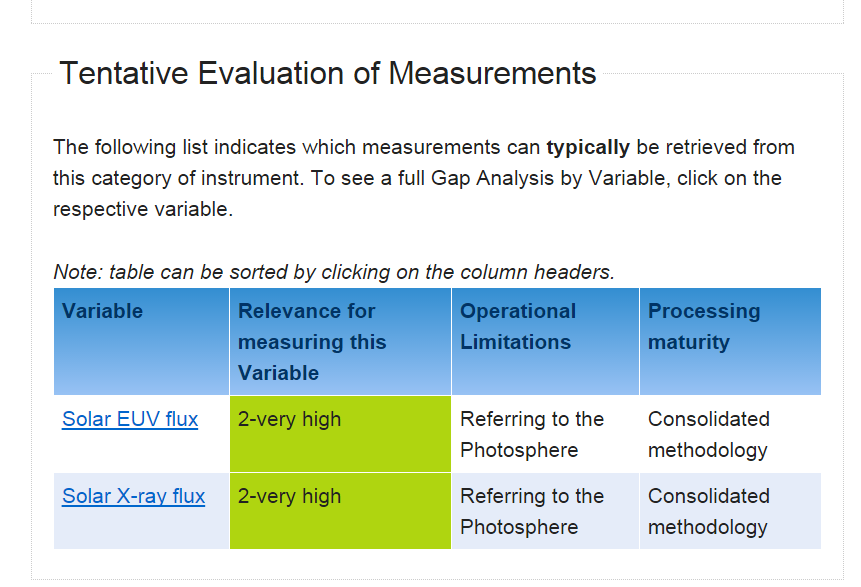 Tentative Evaluation of Measurements
The following list indicates which measurements can typically be retrieved from
this category of instrument. To see a full Gap Analysis by Variable, click on the
respective variable.
Note: table can be sorted by clicking on the column headers.
Variable
Relevance for
measuring this
Variable
Operational
Limitations
Processing
maturity
Solar EUV flux
2-very high
Referring to the
Photosphere
Consolidated
methodology
Solar X-ray flux
2-very high
Referring to the
Photosphere
Consolidated
methodology